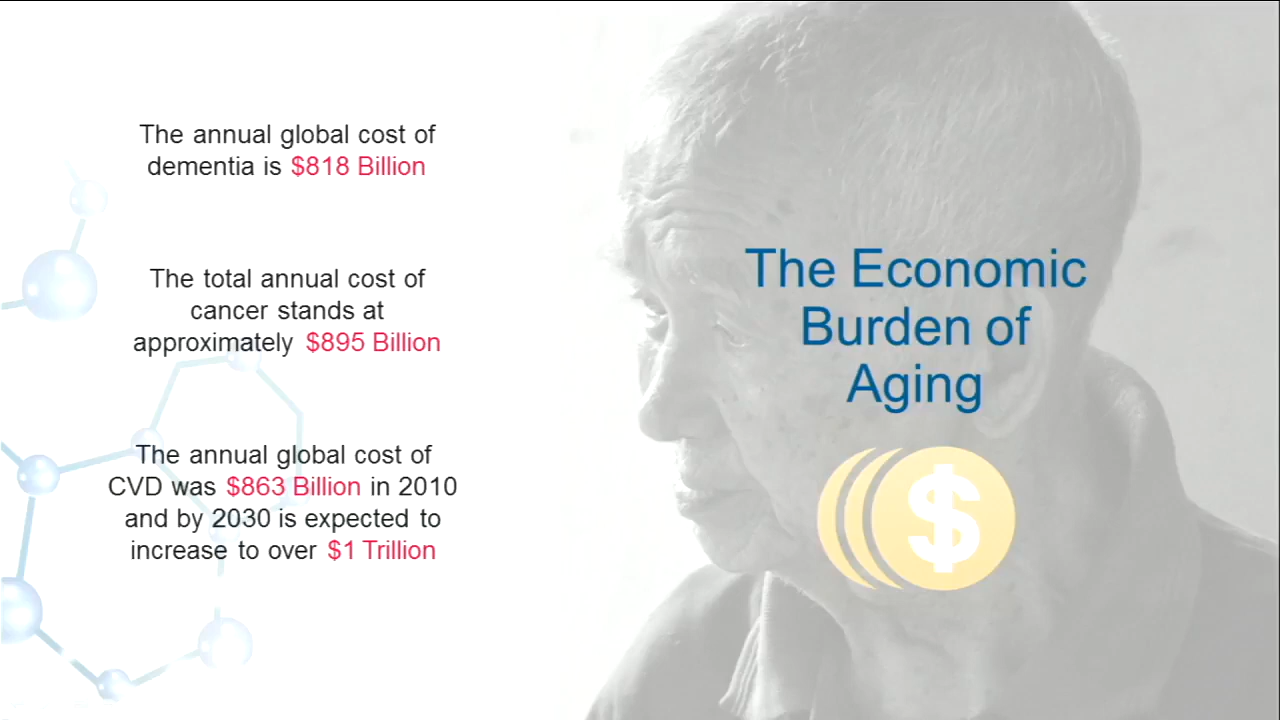 The annual global cost of
dementia is $818 Billion
The total annual cost of
cancer stands at
approximately $895 Billion
The annual global cost of
CVD was $863 Billion in 2010
and by 2030 is expected to
increase to over $1 Trillion
The Economic
Burden of
Aging
$